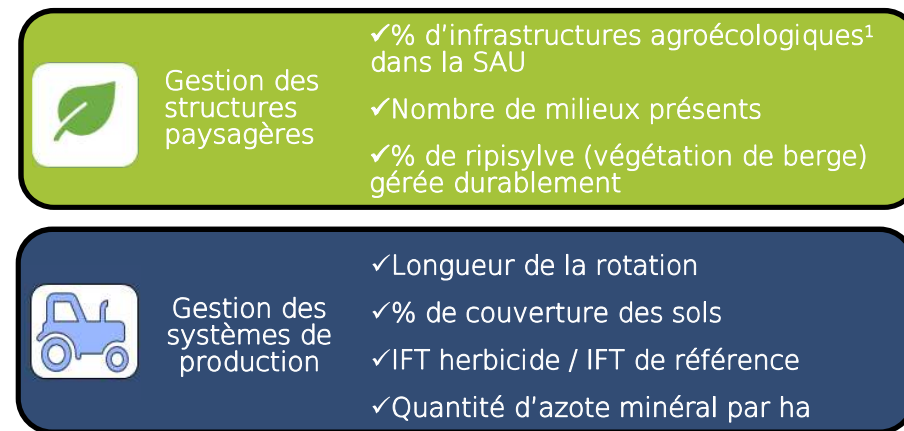 Gestion des
structures
paysagères
✓% d'infrastructures agroécologiques¹
dans la SAU
✓Nombre de milieux présents
✓% de ripisylve (végétation de berge)
gérée durablement
Gestion des
systèmes de
production
✓Longueur de la rotation
✓% de couverture des sols
✓IFT herbicide / IFT de référence
✓Quantité d'azote minéral par ha